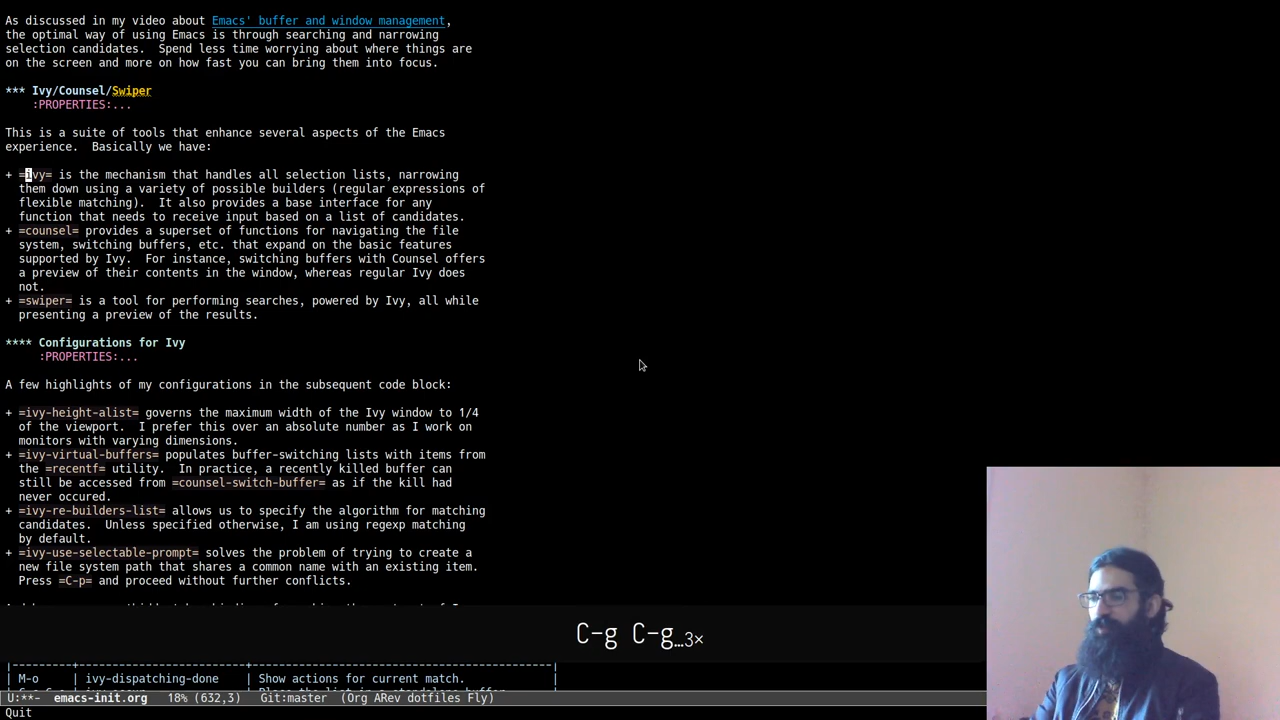 As discussed in my video about Emacs' buffer and window management,
the optimal way of using Emacs is through searching and narrowing
selection candidates.  Spend less time worrying about where things are
on the screen and more on how fast you can bring them into focus.
*** Ivy/Counsel/Swiper
:PROPERTIES:...
This is a suite of tools that enhance several aspects of the Emacs
experience.  Basically we have:
+ =ivy= is the mechanism that handles all selection lists, narrowing
them down using a variety of possible builders (regular expressions of
flexible matching).  It also provides a base interface for any
function that needs to receive input based on a list of candidates.
+ =counsel= provides a superset of functions for navigating the file
system, switching buffers, etc. that expand on the basic features
supported by Ivy.  For instance, switching buffers with Counsel offers
a preview of their contents in the window, whereas regular Ivy does
not.
+ =swiper= is a tool for performing searches, powered by Ivy, all while
presenting a preview of the results.
**** Configurations for Ivy
:PROPERTIES:...
A few highlights of my configurations in the subsequent code block:
+ =ivy-height-alist= governs the maximum width of the Ivy window to 1/4
of the viewport.  I prefer this over an absolute number as I work on
monitors with varying dimensions.
+ =ivy-virtual-buffers= populates buffer-switching lists with items from
the =recentf= utility.  In practice, a recently killed buffer can
still be accessed from =counsel-switch-buffer= as if the kill had
never occured.
+ =ivy-re-builders-list= allows us to specify the algorithm for matching
candidates.  Unless specified otherwise, I am using regexp matching
by default.
+ =ivy-use-selectable-prompt= solves the problem of trying to create a
new file system path that shares a common name with an existing item.
Press =C-p= and proceed without further conflicts.
C-g C-g…3×
|---------+--------------------------+----------------------------------------------|
| M-o     | ivy-dispatching-done     | Show actions for current match.              |
U:**-  emacs-init.org   18% (632,3)   Git:master  (Org ARev dotfiles Fly)
Quit